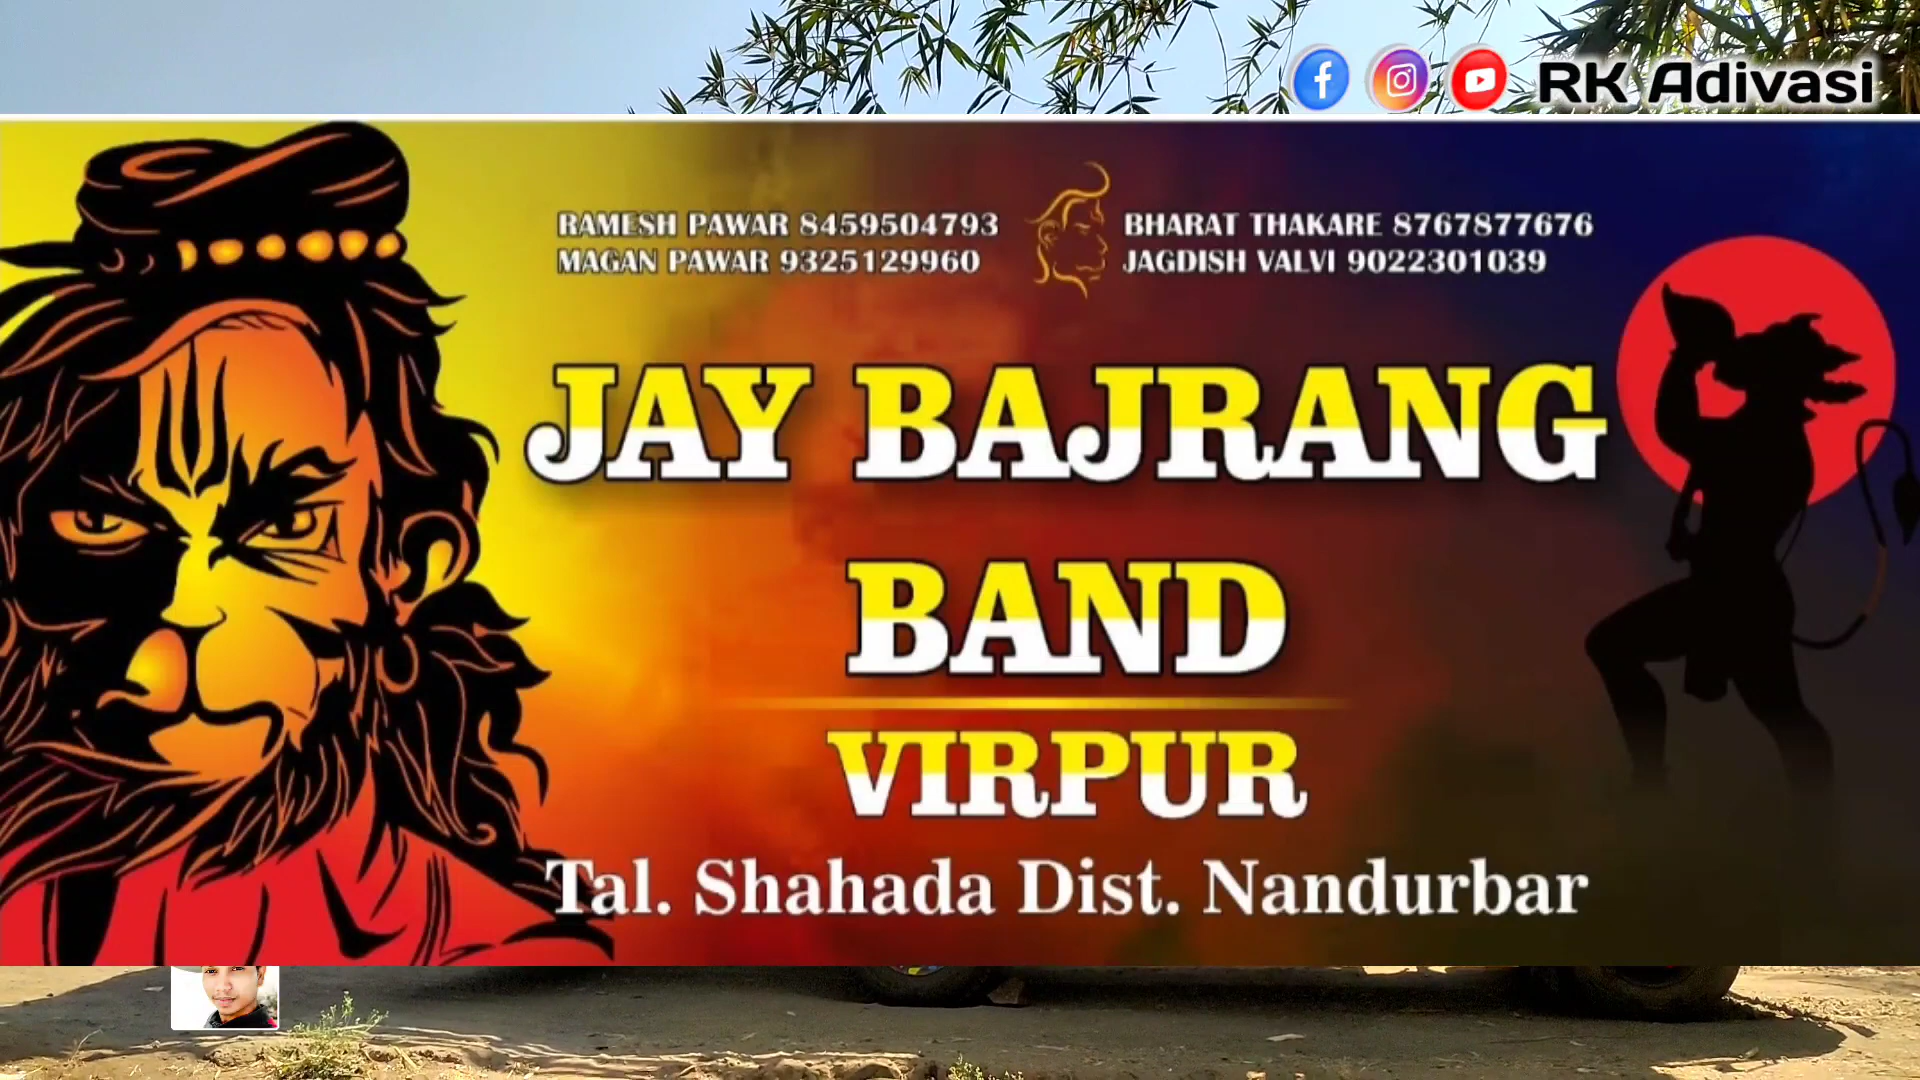 RK Adivasi
RAMESH PAWAR 8459504793
MAGAN PAWAR 9325129960
BHARAT THAKARE 8767877676
JAGDISH VALVI 9022301039
JAY BAJRANG
BAND
VIRPUR
Tal. Shahada Dist. Nandurbar